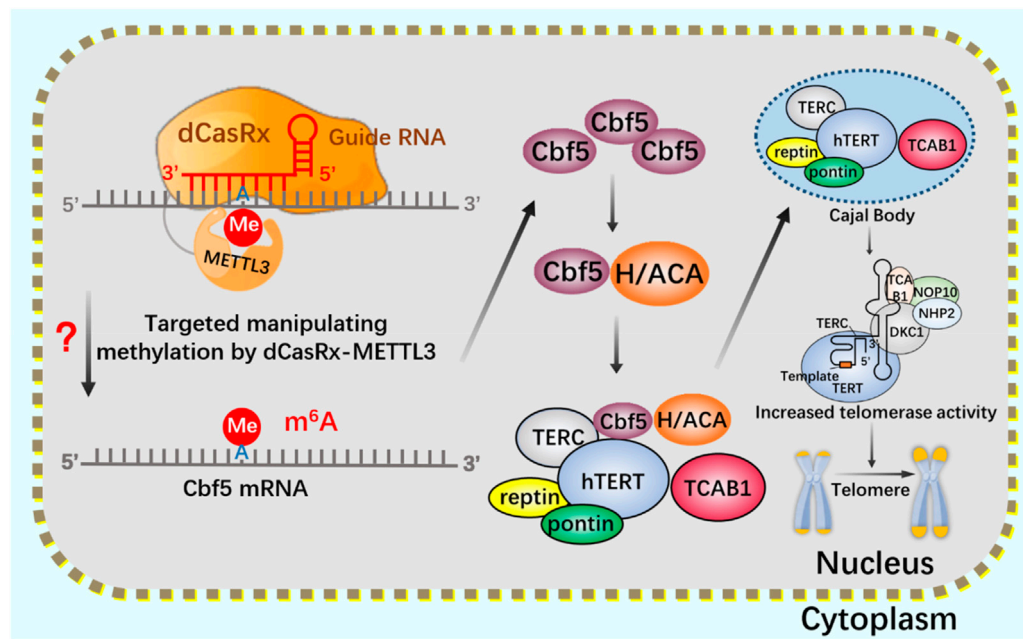 dCasRx
Guide RNA
3' 5'
A
5' 3'
Me
METTL3
?
Targeted manipulating
methylation by dCasRx-METTL3
Me
m⁶A
A
5' 3'
Cbf5 mRNA
Cbf5
Cbf5 Cbf5
Cbf5 H/ACA
Cbf5 H/ACA
TERC
hTERT
TCAB1
reptin
pontin
TERC
hTERT
TCAB1
reptin
pontin
Cajal Body
TCA
B1
NOP10
NHP2
TERC
DKC1
3'
5'
Template
TERT
Increased telomerase activity
Telomere
Nucleus
Cytoplasm